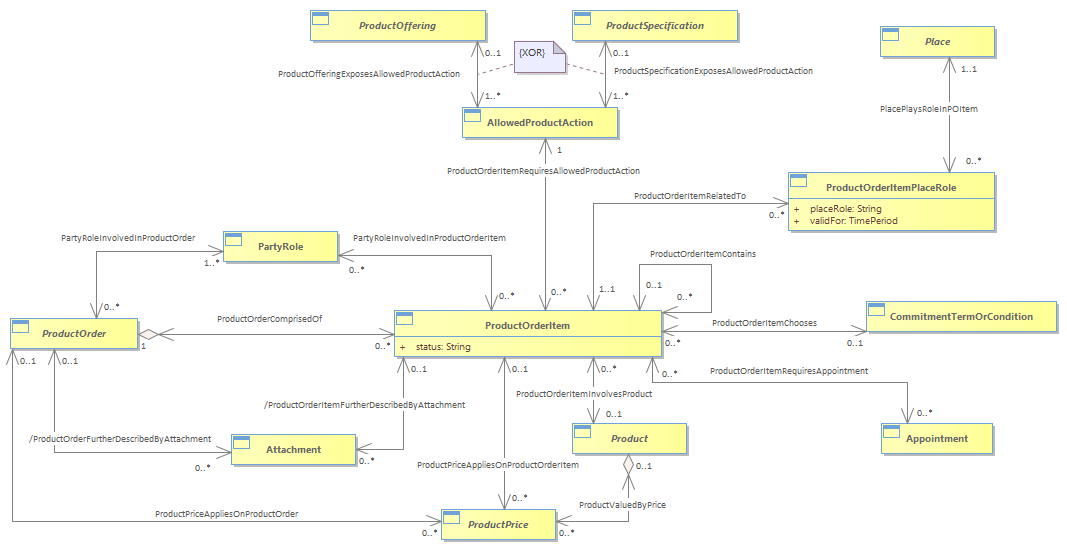 ProductOffering
ProductSpecification
Place
{XOR}
0..1
0..1
1..1
ProductOfferingExposesAllowedProductAction
ProductSpecificationExposesAllowedProductAction
1..*
1..*
PlacePlaysRoleInPOItem
AllowedProductAction
1
0..*
ProductOrderItemRequiresAllowedProductAction
ProductOrderItemPlaceRole
ProductOrderItemRelatedTo
+ placeRole: String
0..*
+ validFor: TimePeriod
PartyRoleInvolvedInProductOrder
PartyRole
PartyRoleInvolvedInProductOrderItem
ProductOrderItemContains
1..*
0..*
0..1
0..*
0..*
0..*
1..1
0..*
ProductOrder
ProductOrderComprisedOf
ProductOrderItem
ProductOrderItemChooses
CommitmentTermOrCondition
1
0..*
+ status: String
0..*
0..1
0..1
0..1
0..1
0..1
0..*
0..*
ProductOrderItemRequiresAppointment
ProductOrderItemInvolvesProduct
/ProductOrderItemFurtherDescribedByAttachment
0..1
0..*
/ProductOrderFurtherDescribedByAttachment
Attachment
Product
Appointment
0..*
0..*
ProductPriceAppliesOnProductOrderItem
0..1
0..*
ProductValuedByPrice
ProductPriceAppliesOnProductOrder
ProductPrice
0..*
0..*